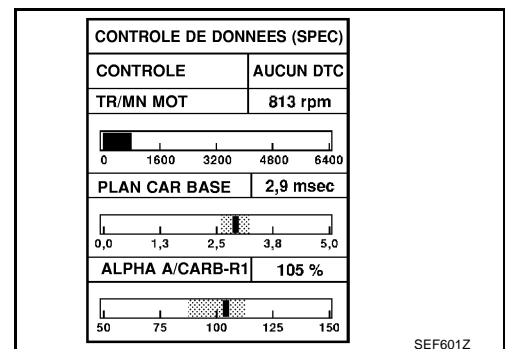 CONTROLE DE DONNEES (SPEC)
CONTROLE AUCUN DTC
TR/MN MOT 813 rpm
0 1600 3200 4800 6400
PLAN CAR BASE 2,9 msec
0,0 1,3 2,5 3,8 5,0
ALPHA A/CARB-R1 105 %
50 75 100 125 150
SEF601Z